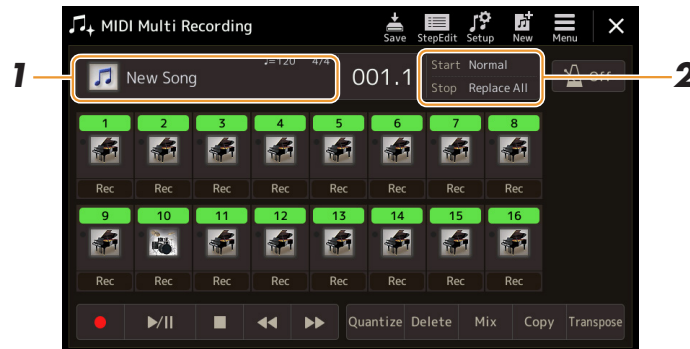 MIDI Multi Recording
Save StepEdit Setup New Menu
1
New Song
♩=120 4/4
001.1
Start Normal
Stop Replace All
Off
2
1 2 3 4 5 6 7 8
Rec Rec Rec Rec Rec Rec Rec Rec
9 10 11 12 13 14 15 16
Rec Rec Rec Rec Rec Rec Rec Rec
Quantize Delete Mix Copy Transpose